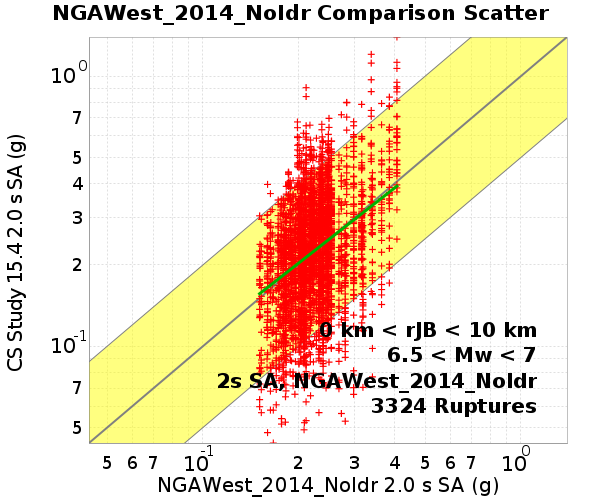 NGAWest_2014_NoIdr Comparison Scatter
CS Study 15.4 2.0 s SA (g)
10^0
7
5
4
3
2
10^-1
7
5
0 km < rJB < 10 km
6.5 < Mw < 7
2s SA, NGAWest_2014_NoIdr
3324 Ruptures
5 6 7 10^-1 2 3 4 5 6 7 10^0
NGAWest_2014_NoIdr 2.0 s SA (g)